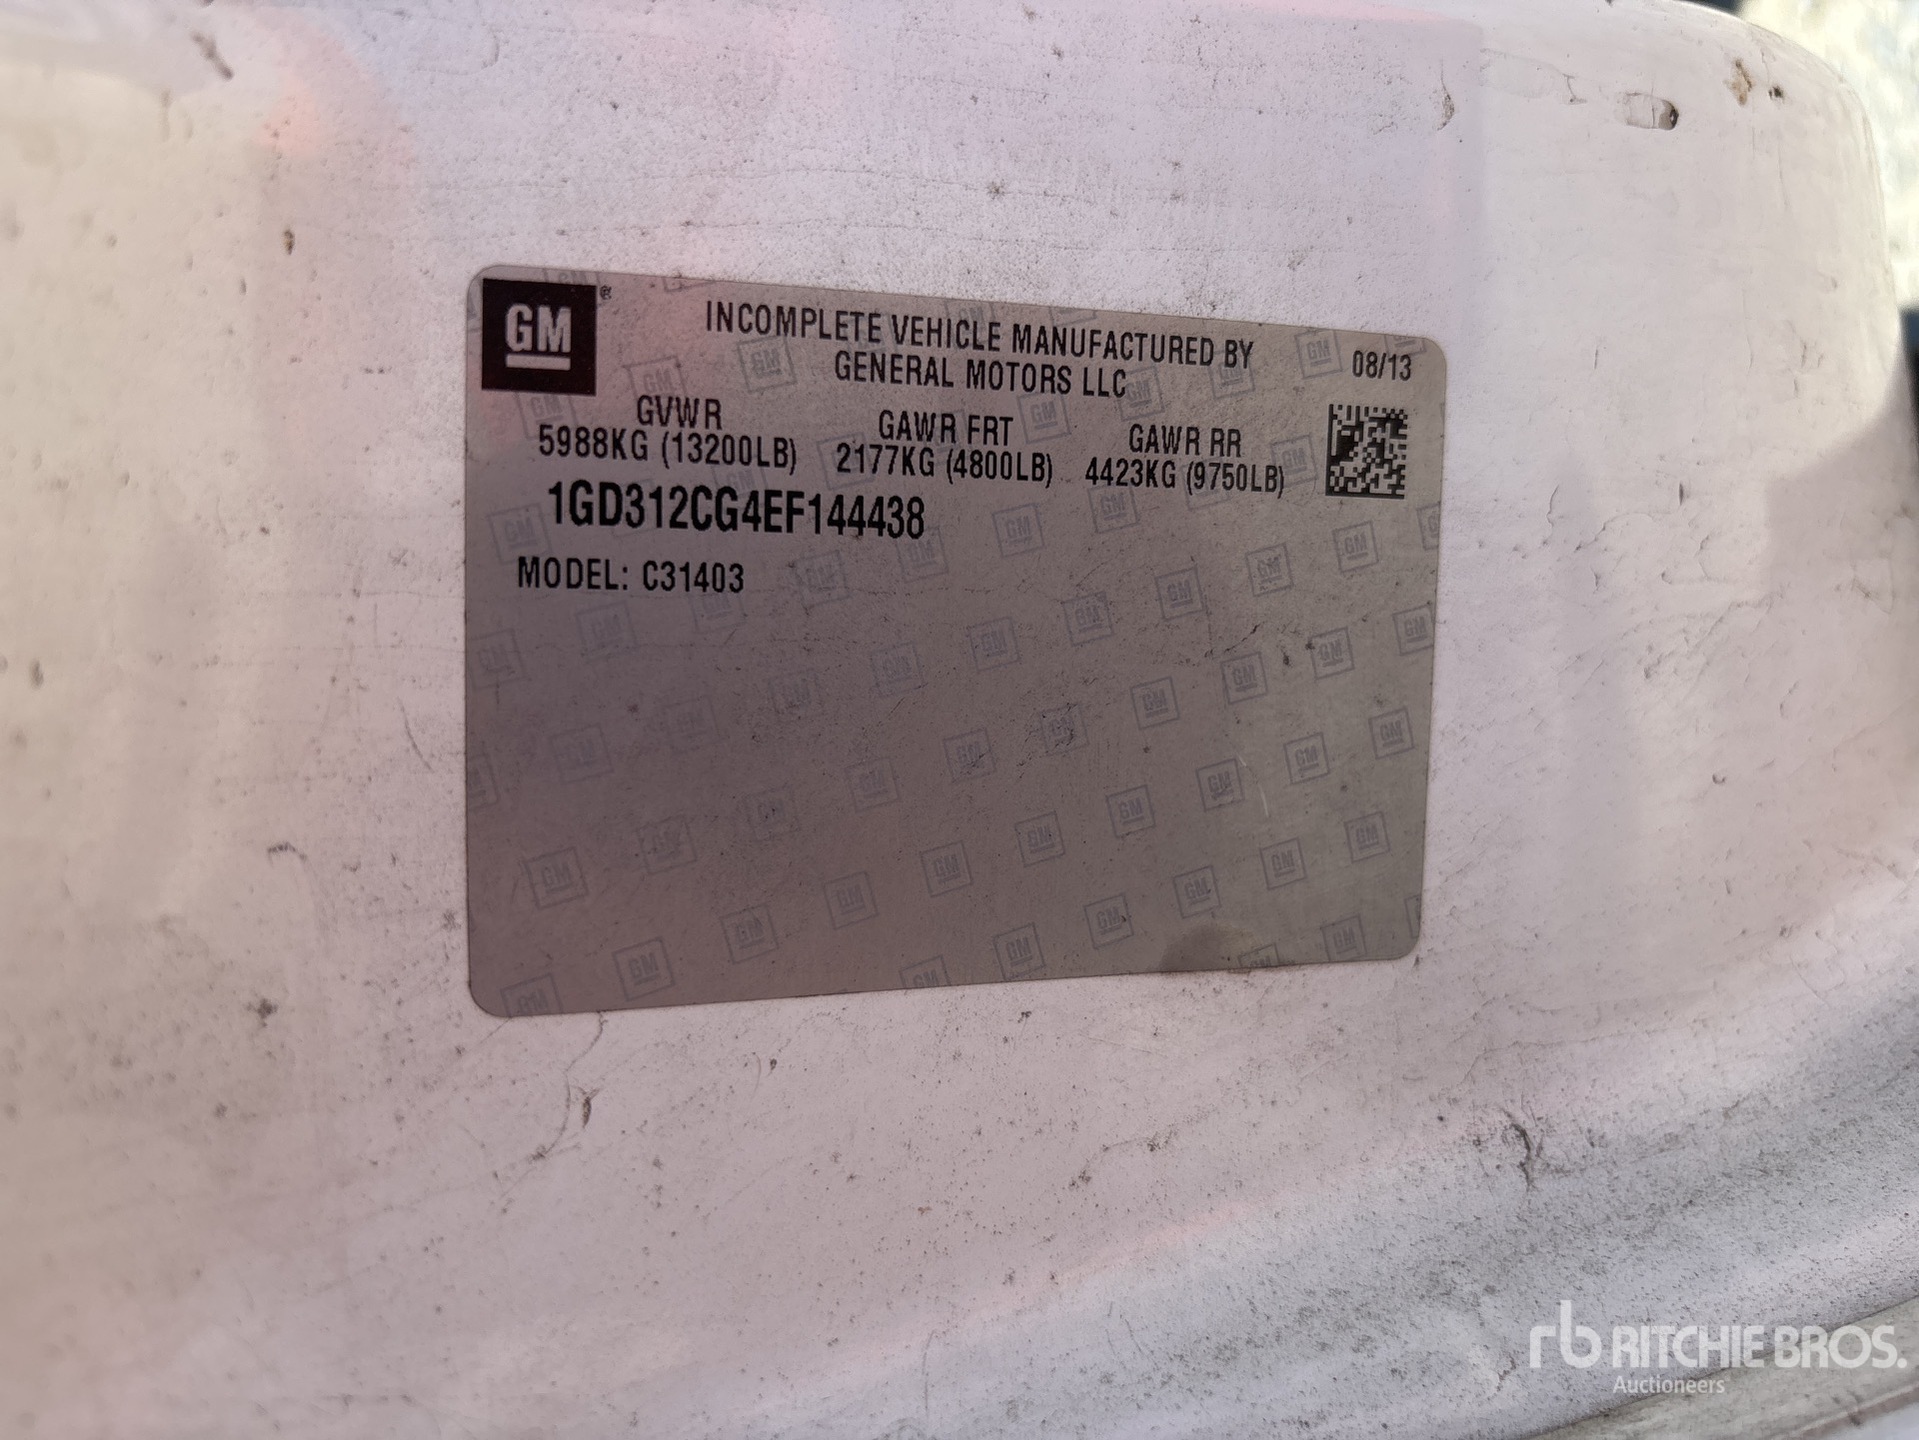 GM
INCOMPLETE VEHICLE MANUFACTURED BY
GENERAL MOTORS LLC
08/13
GVWR
5988KG (13200LB)
GAWR FRT
2177KG (4800LB)
GAWR RR
4423KG (9750LB)
1GD312CG4EF144438
MODEL: C31403
rb RITCHIE BROS.
Auctioneers